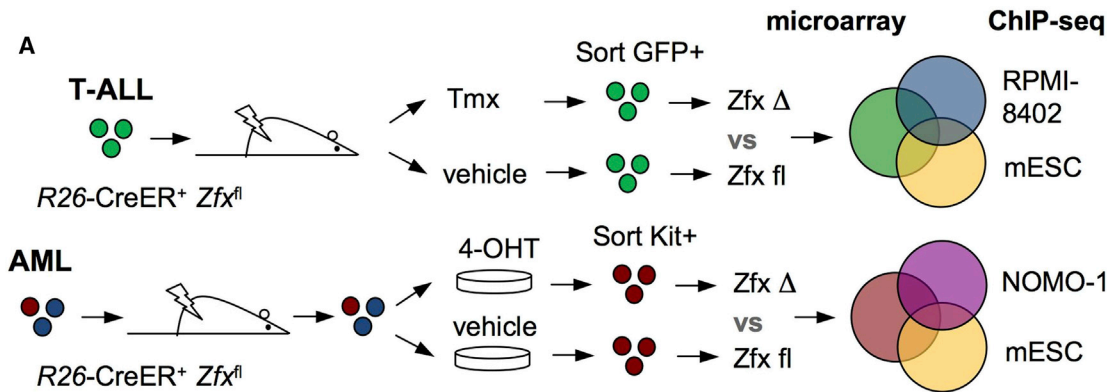 A
microarray
ChIP-seq
T-ALL
Sort GFP+
Tmx
Zfx Δ
vs
vehicle
Zfx fl
RPMI-
8402
mESC
R26-CreER⁺ Zfxᶠˡ
AML
4-OHT
Sort Kit+
Zfx Δ
vs
vehicle
Zfx fl
NOMO-1
mESC
R26-CreER⁺ Zfxᶠˡ